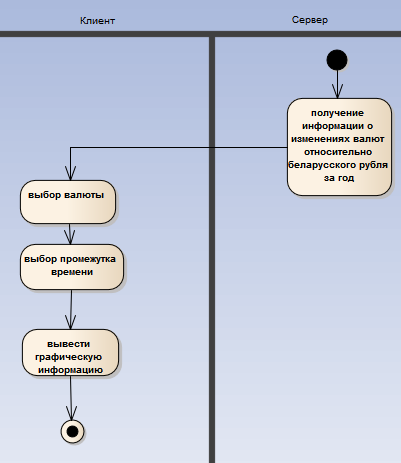 Клиент
Сервер
получение
информации о
изменениях валют
относительно
беларусского рубля
за год
выбор валюты
выбор промежутка
времени
вывести
графическую
информацию